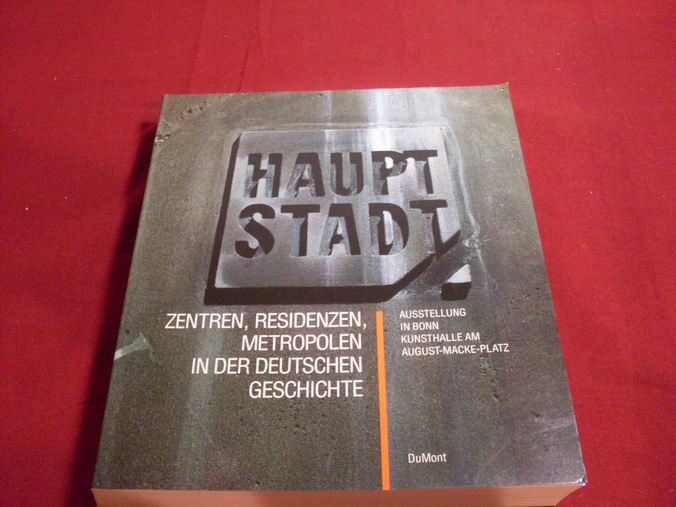 HAUPT
STADT
ZENTREN, RESIDENZEN,
METROPOLEN
IN DER DEUTSCHEN
GESCHICHTE
AUSSTELLUNG
IN BONN
KUNSTHALLE AM
AUGUST-MACKE-PLATZ
DuMont